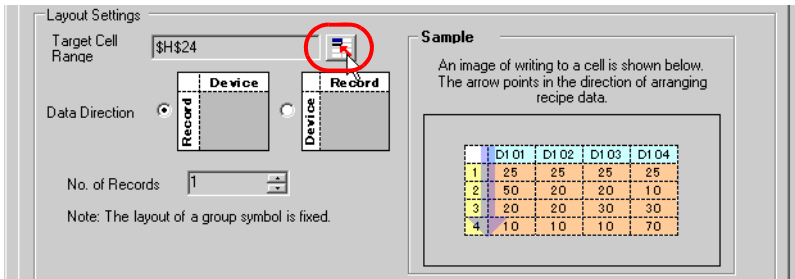 Layout Settings
Target Cell
Range
$H$24
Data Direction
Device
Record
Record
Device
No. of Records
1
Note: The layout of a group symbol is fixed.
Sample
An image of writing to a cell is shown below.
The arrow points in the direction of arranging
recipe data.
D101 D102 D103 D104
1 25 25 25 25
2 50 20 20 10
3 20 20 30 30
4 10 10 10 70